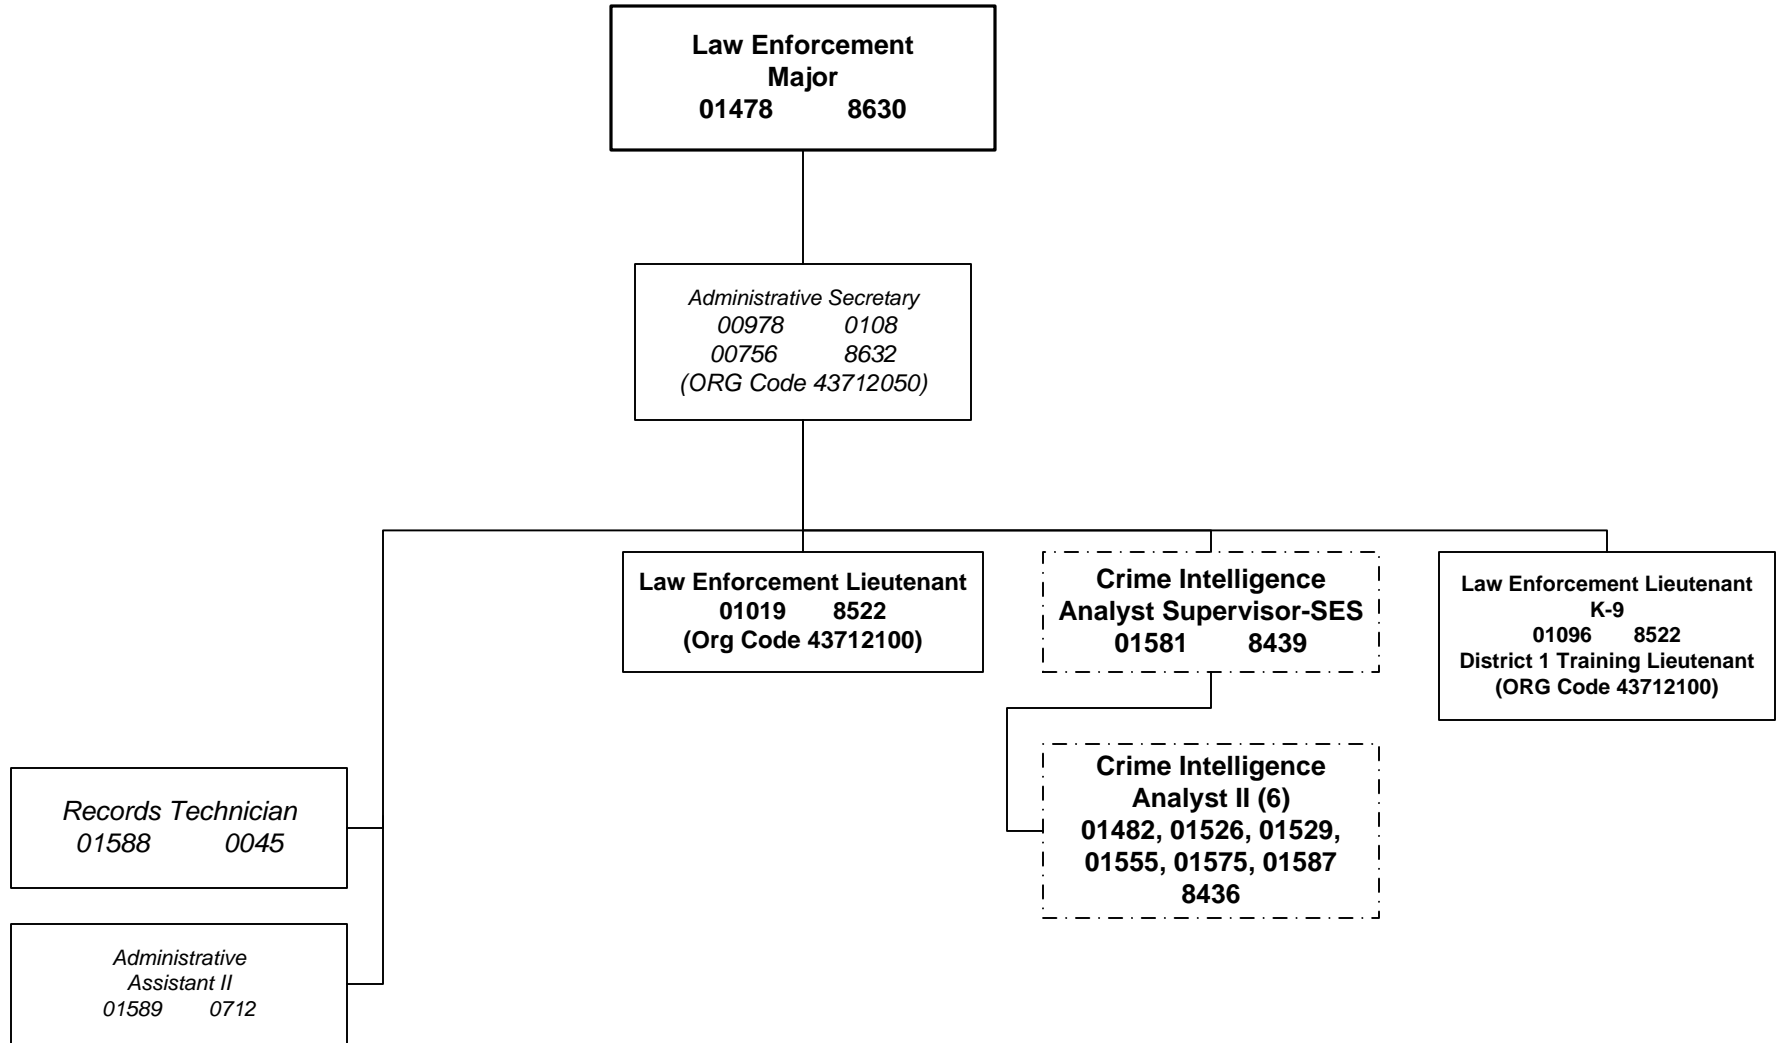 Law Enforcement
Major
01478 8630
Administrative Secretary
00978 0108
00756 8632
(ORG Code 43712050)
Law Enforcement Lieutenant
01019 8522
(Org Code 43712100)
Crime Intelligence
Analyst Supervisor-SES
01581 8439
Law Enforcement Lieutenant
K-9
01096 8522
District 1 Training Lieutenant
(ORG Code 43712100)
Crime Intelligence
Analyst II (6)
01482, 01526, 01529,
01555, 01575, 01587
8436
Records Technician
01588 0045
Administrative
Assistant II
01589 0712